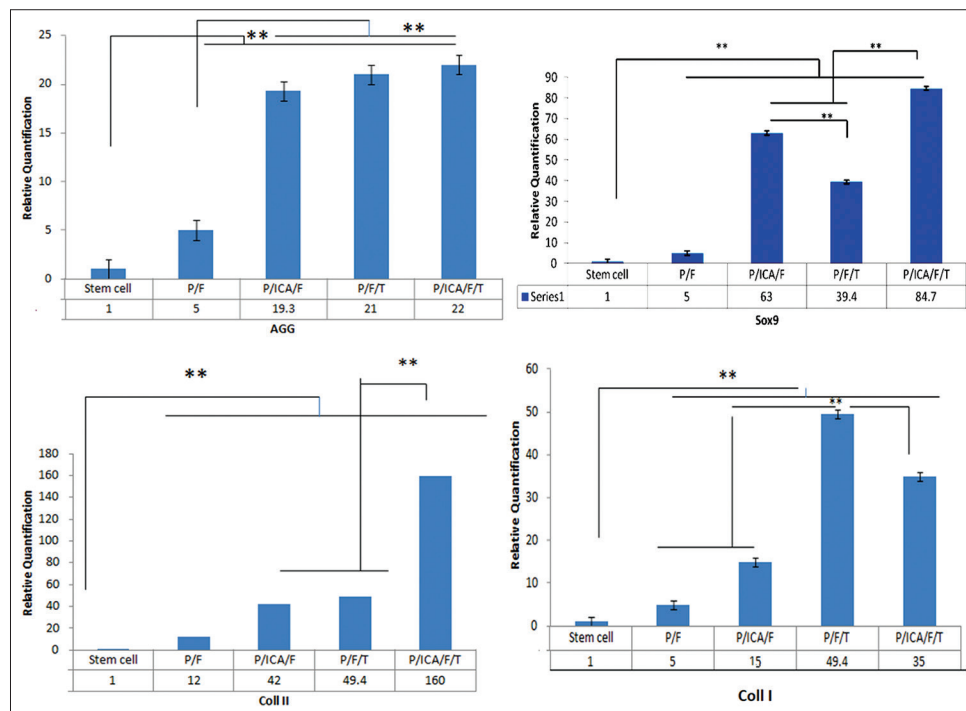 ** **
25
20
15
10
5
0
Relative Quantification
Stem cell P/F P/ICA/F P/F/T P/ICA/F/T
1 5 19.3 21 22
AGG
** **
**
90
80
70
60
50
40
30
20
10
0
Relative Quantification
Stem cell P/F P/ICA/F P/F/T P/ICA/F/T
Series1 1 5 63 39.4 84.7
Sox9
** **
180
160
140
120
100
80
60
40
20
0
Relative Quantification
Stem cell P/F P/ICA/F P/F/T P/ICA/F/T
1 12 42 49.4 160
Coll II
**
**
60
50
40
30
20
10
0
Relative Quantification
Stem cell P/F P/ICA/F P/F/T P/ICA/F/T
1 5 15 49.4 35
Coll I